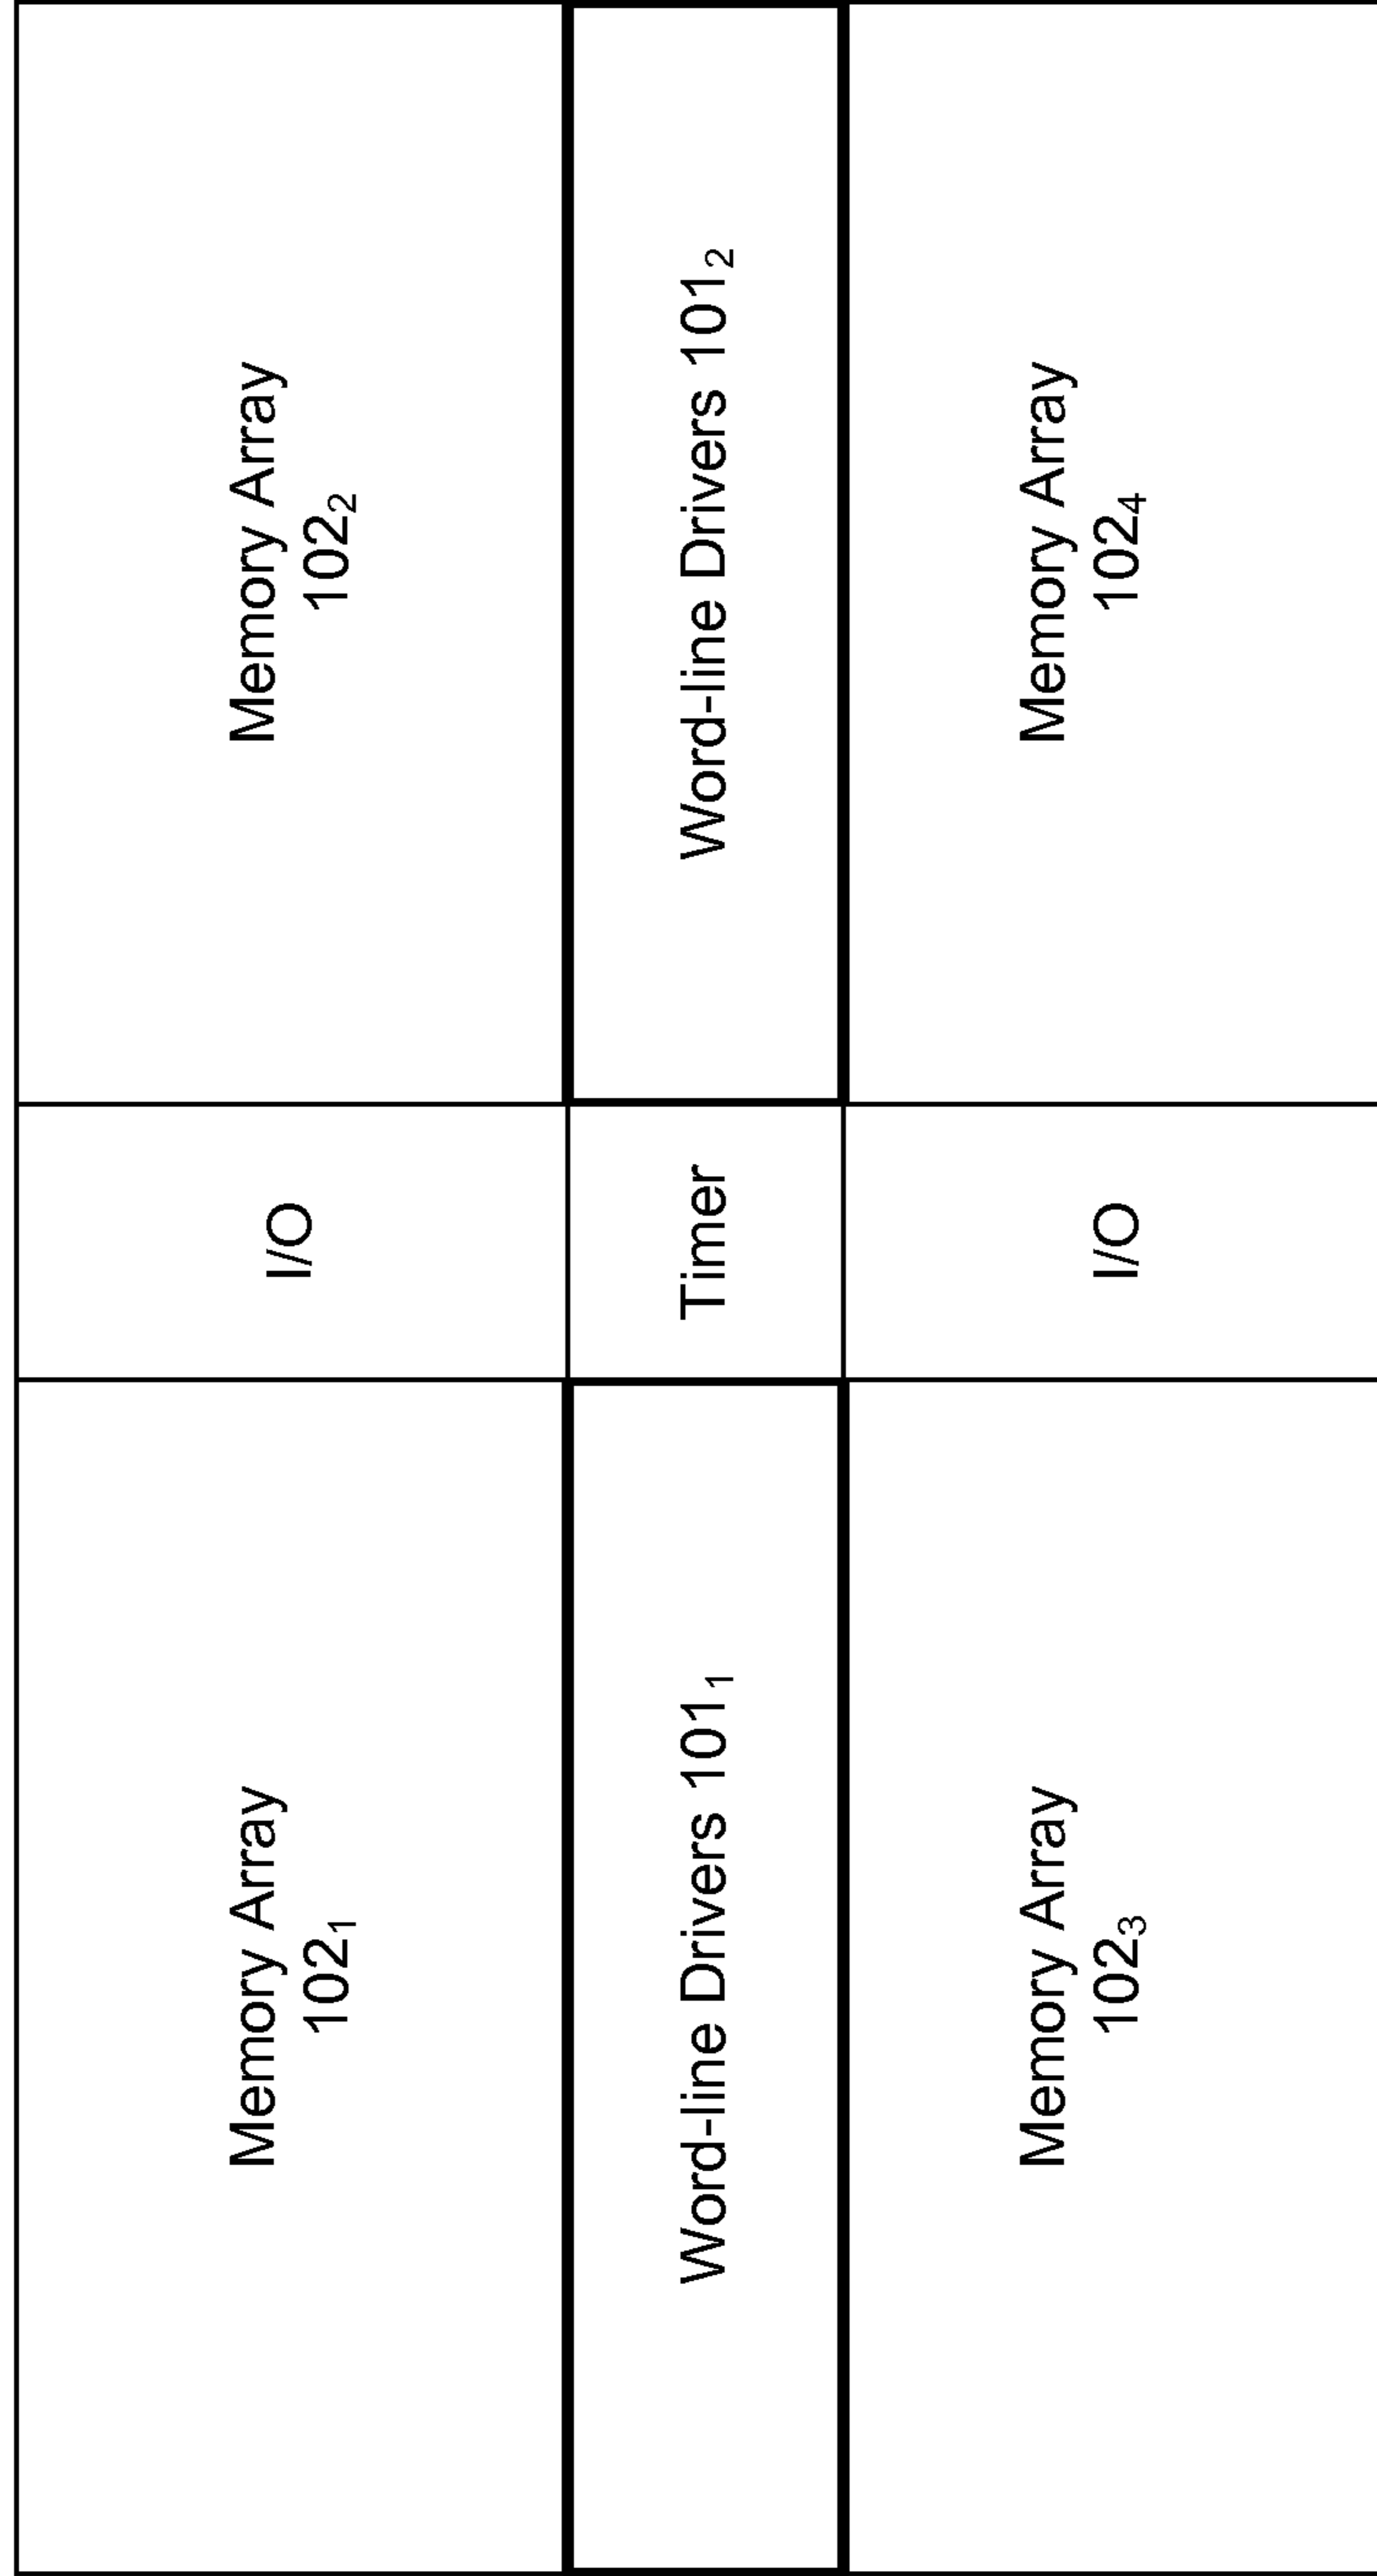 Memory Array
102₁
I/O
Memory Array
102₂
Word-line Drivers 101₁
Timer
Word-line Drivers 101₂
Memory Array
102₃
I/O
Memory Array
102₄